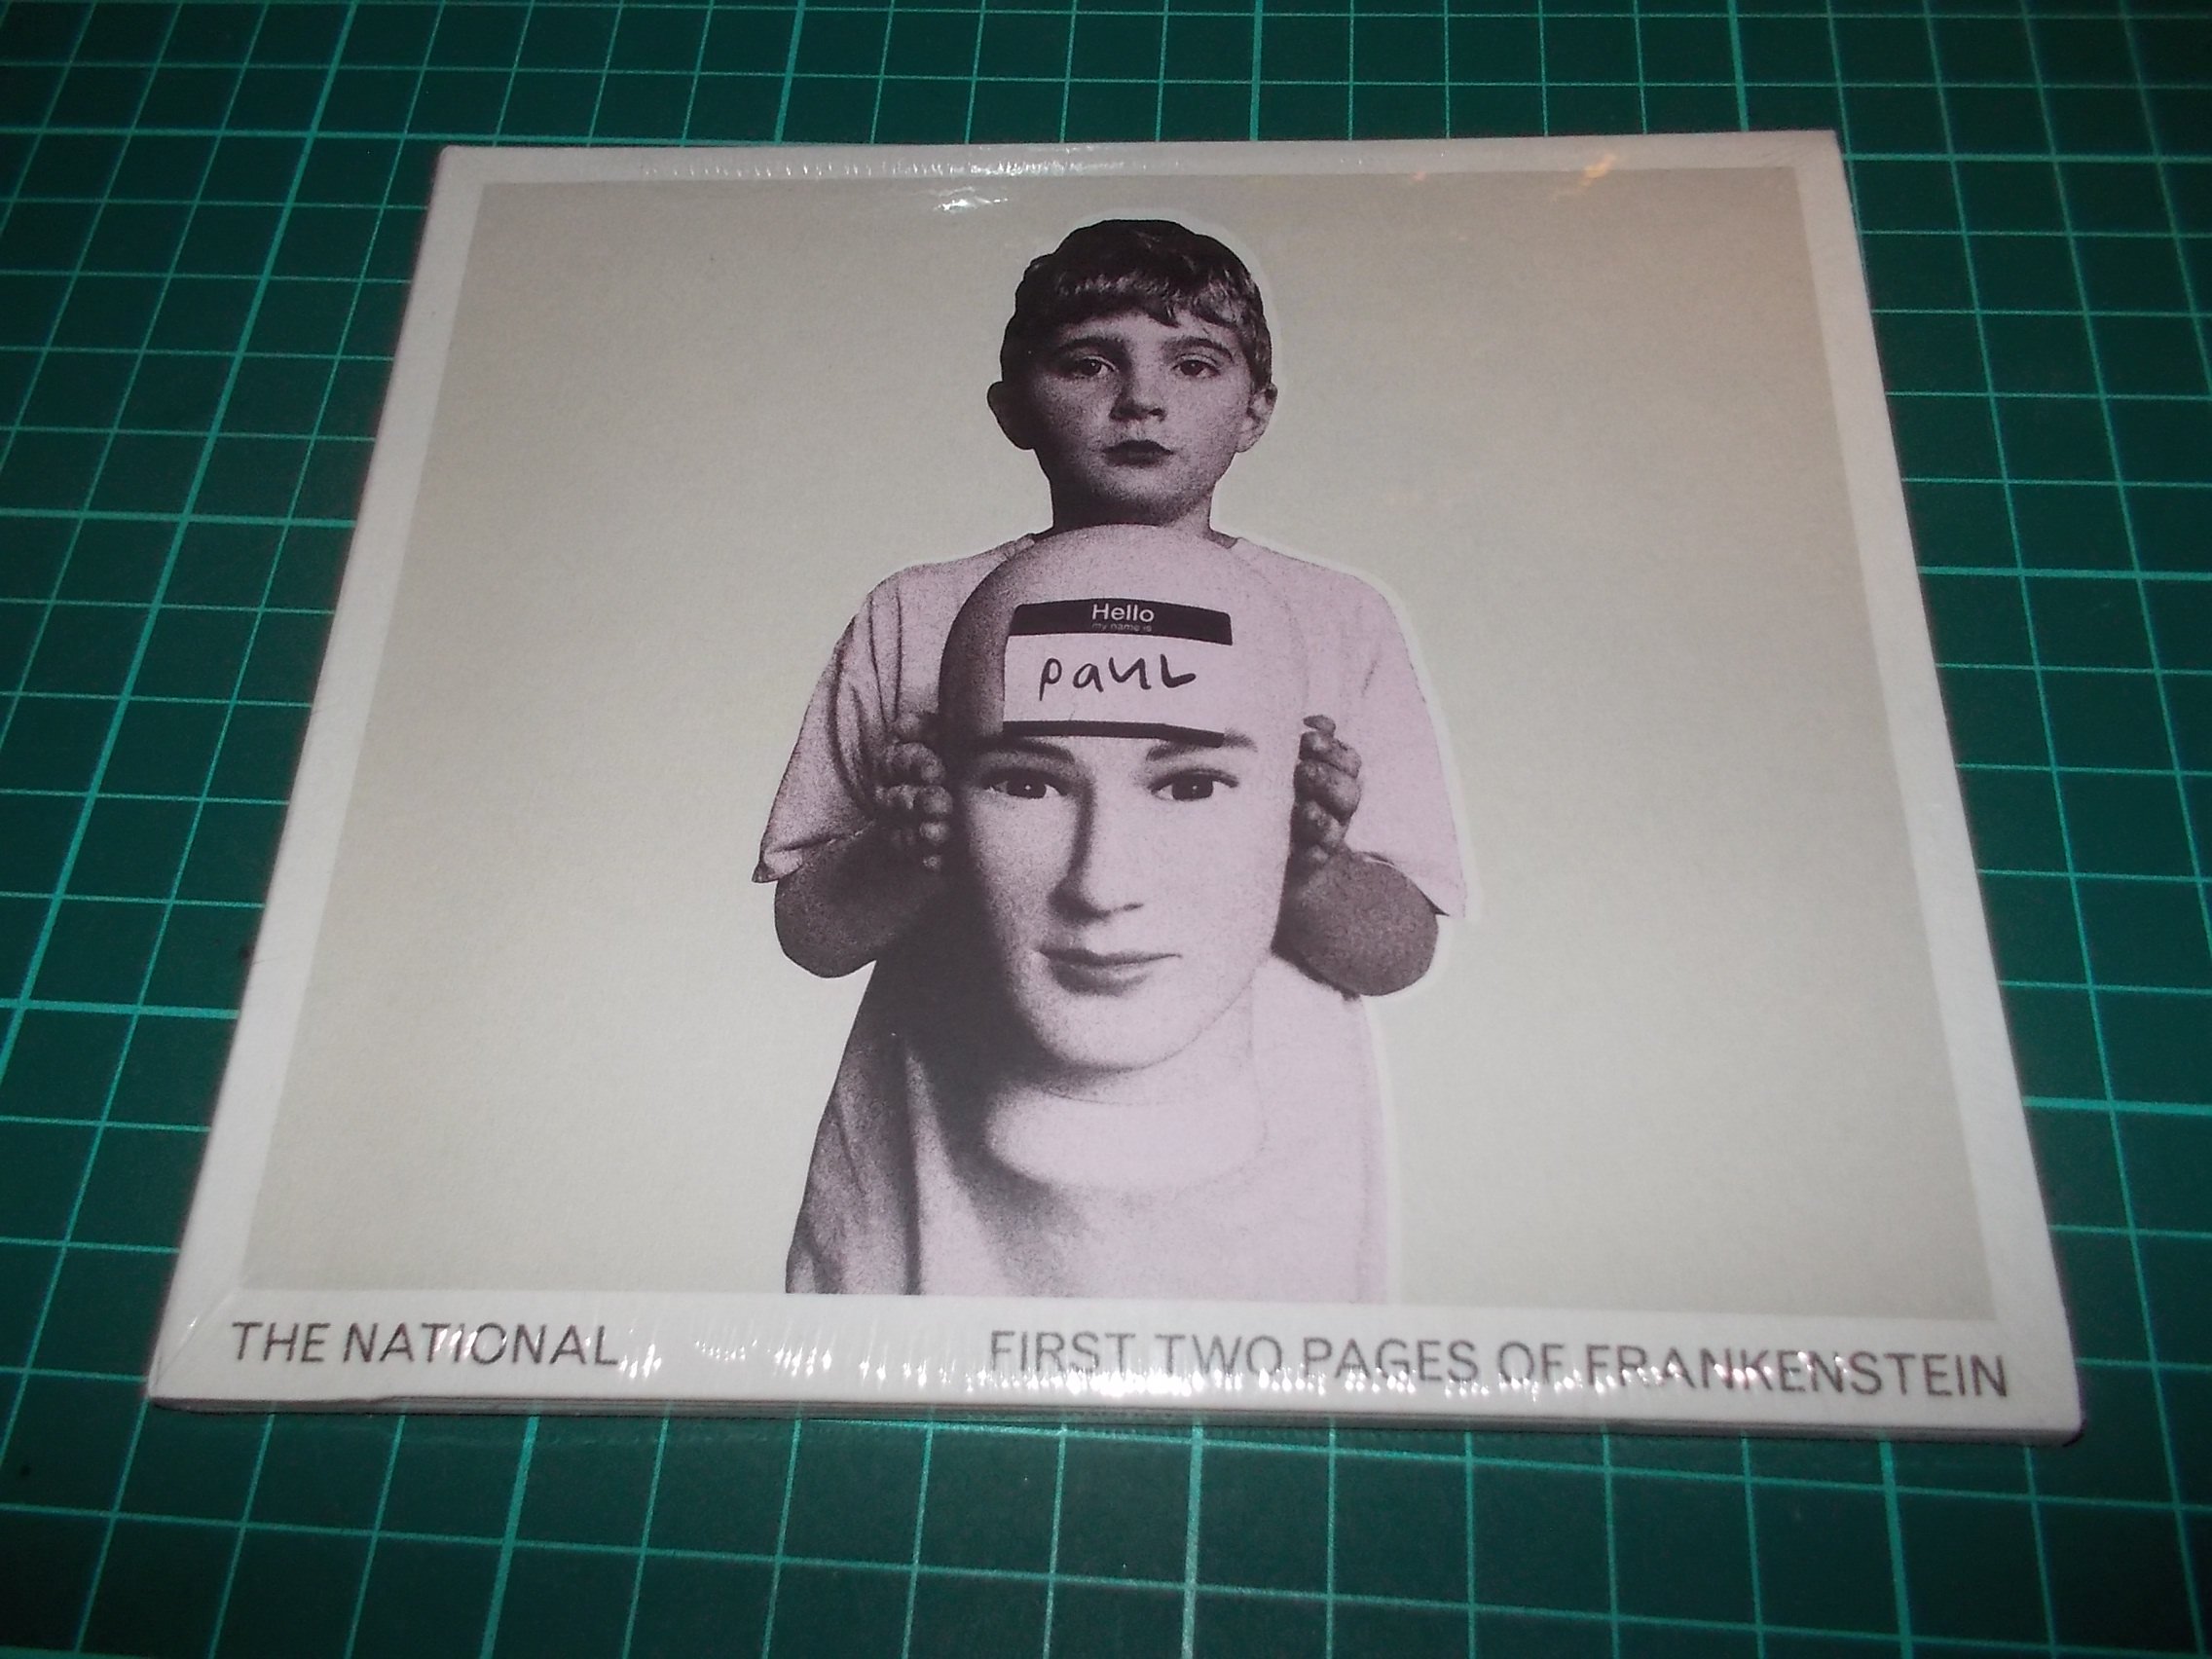 Hello
my name is
paul
THE NATIONAL
FIRST TWO PAGES OF FRANKENSTEIN